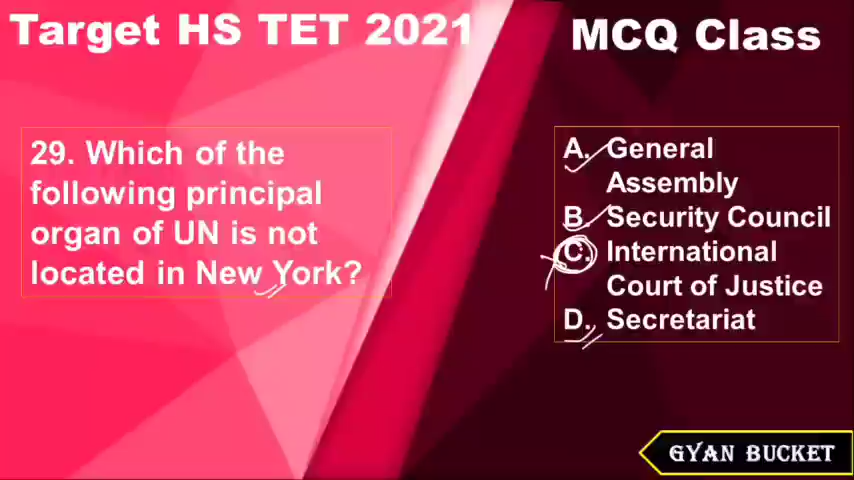 Target HS TET 2021
MCQ Class
29. Which of the
following principal
organ of UN is not
located in New York?
A. General
Assembly
B. Security Council
C. International
Court of Justice
D. Secretariat
GYAN BUCKET